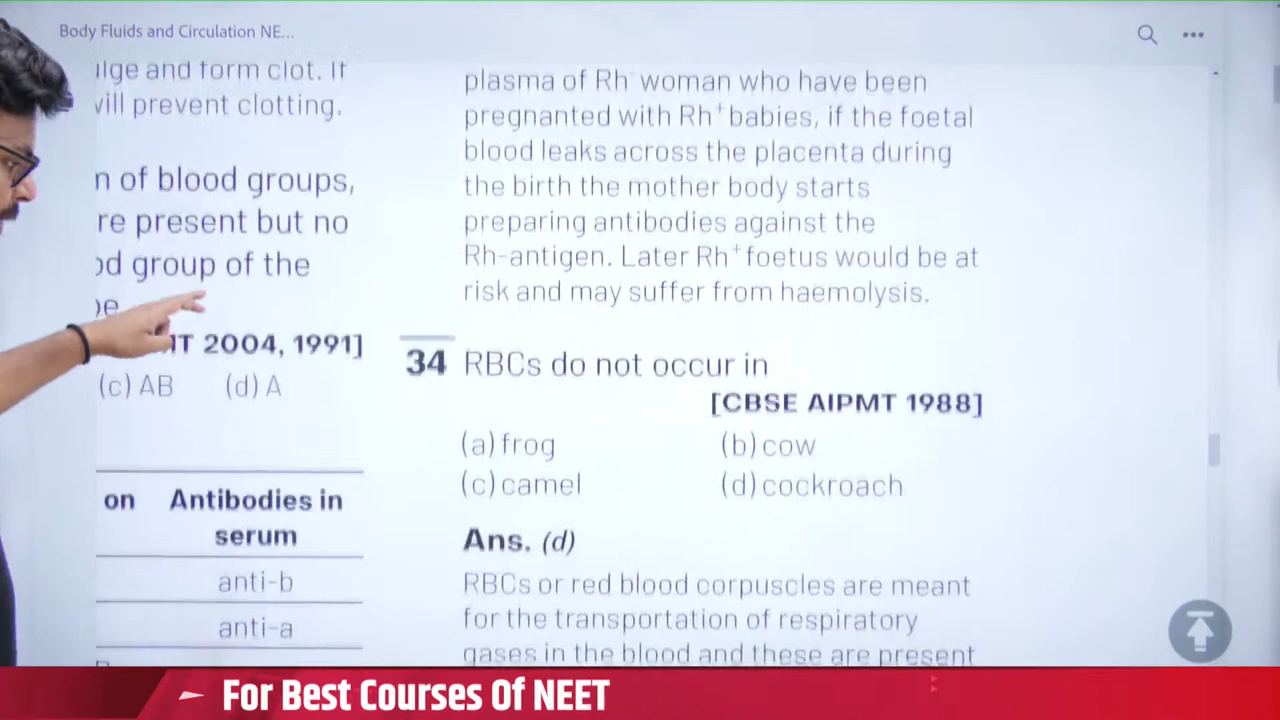 Body Fluids and Circulation NE...
ilge and form clot. It
vill prevent clotting.
n of blood groups,
re present but no
od group of the
T 2004, 1991]
(c) AB (d) A
on Antibodies in
serum
anti-b
anti-a
plasma of Rh⁻ woman who have been
pregnanted with Rh⁺ babies, if the foetal
blood leaks across the placenta during
the birth the mother body starts
preparing antibodies against the
Rh-antigen. Later Rh⁺ foetus would be at
risk and may suffer from haemolysis.
34 RBCs do not occur in
[CBSE AIPMT 1988]
(a) frog (b) cow
(c) camel (d) cockroach
Ans. (d)
RBCs or red blood corpuscles are meant
for the transportation of respiratory
gases in the blood and these are present
For Best Courses Of NEET